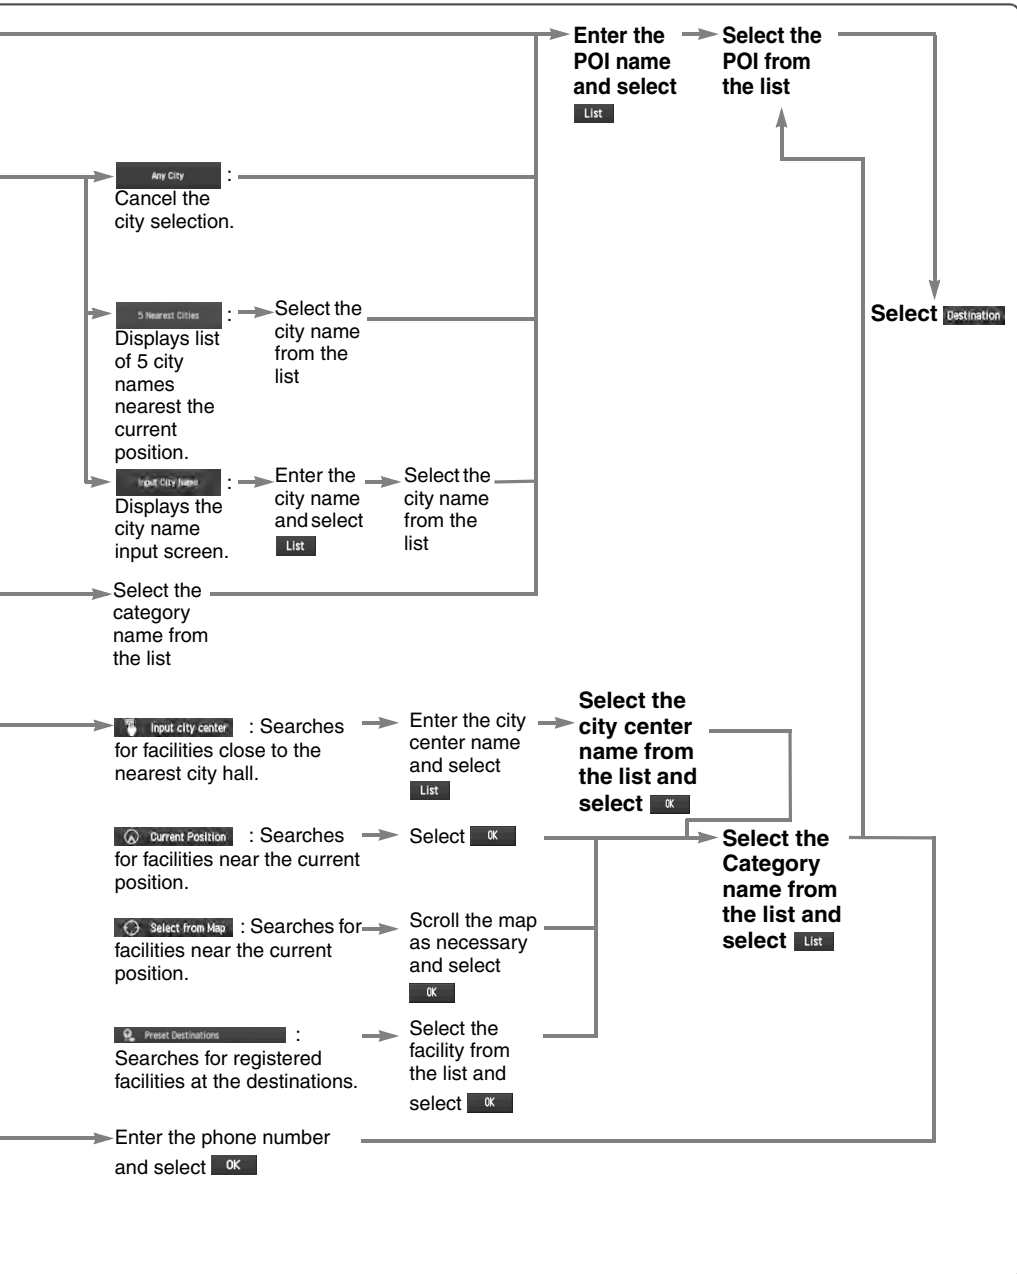 Enter the
POI name
and select
List
Select the
POI from
the list
Any City :
Cancel the
city selection.
5 Nearest Cities :
Displays list
of 5 city
names
nearest the
current
position.
Select the
city name
from the
list
Select Destination
Input City Name :
Displays the
city name
input screen.
Enter the
city name
and select
List
Select the
city name
from the
list
Select the
category
name from
the list
Input city center : Searches
for facilities close to the
nearest city hall.
Enter the city
center name
and select
List
Select the
city center
name from
the list and
select OK
Current Position : Searches
for facilities near the current
position.
Select OK
Select the
Category
name from
the list and
select List
Select from Map : Searches for
facilities near the current
position.
Scroll the map
as necessary
and select
OK
Preset Destinations :
Searches for registered
facilities at the destinations.
Select the
facility from
the list and
select OK
Enter the phone number
and select OK